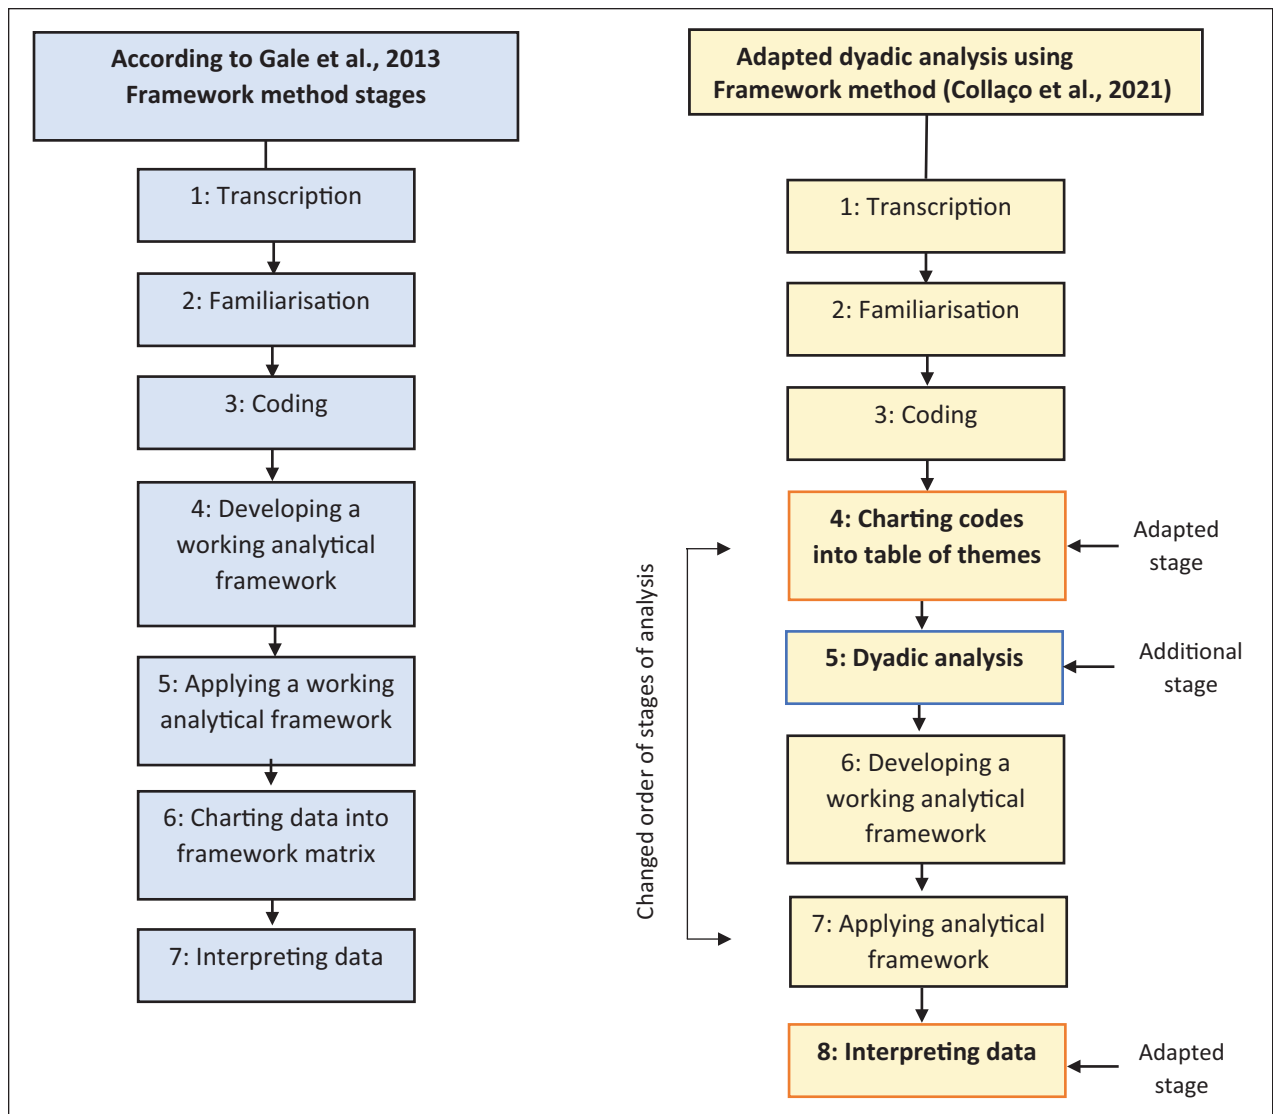 According to Gale et al., 2013
Framework method stages
1: Transcription
2: Familiarisation
3: Coding
4: Developing a
working analytical
framework
5: Applying a working
analytical framework
6: Charting data into
framework matrix
7: Interpreting data
Adapted dyadic analysis using
Framework method (Collaço et al., 2021)
1: Transcription
2: Familiarisation
3: Coding
4: Charting codes
into table of themes
Adapted
stage
5: Dyadic analysis
Additional
stage
6: Developing a
working analytical
framework
7: Applying analytical
framework
8: Interpreting data
Adapted
stage
Changed order of stages of analysis